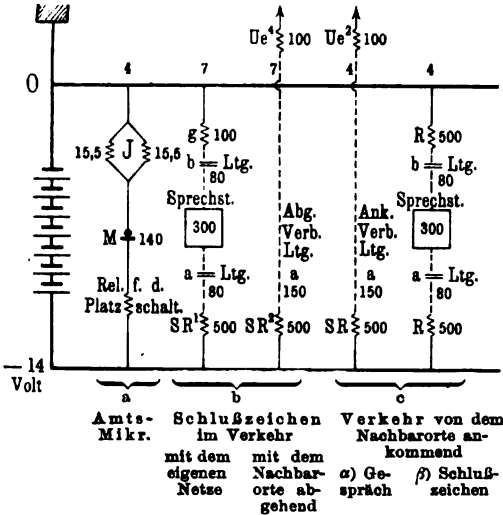 Ue⁴ 100 Ue² 100
0 4 7 7 4 4
15,5 J 15,5
g 100
b Ltg.
80
R 500
b Ltg.
80
Sprechst.
300
Sprechst.
300
M 140
Abg.
Verb.
Ltg.
a
150
Ank.
Verb.
Ltg.
a
150
a Ltg.
80
a Ltg.
80
Rel. f. d.
Platzschalt.
SR¹ 500 SR² 500 SR 500 R 500
— 14
Volt
a b c
Amts-
Mikr.
Schlußzeichen
im Verkehr
mit dem
eigenen
Netze
mit dem
Nachbar-
orte ab-
gehend
Verkehr von dem
Nachbarorte an-
kommend
α) Ge-
spräch
β) Schluß-
zeichen